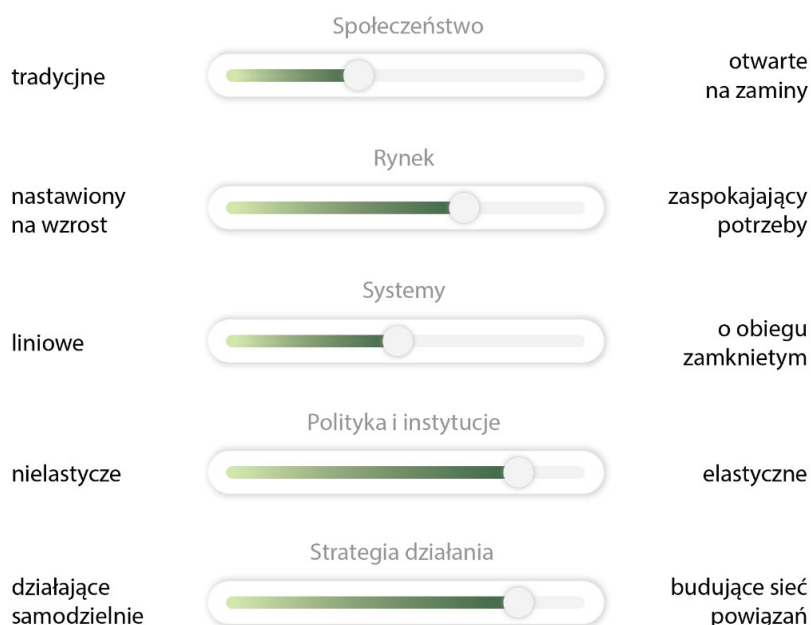 Społeczeństwo
tradycjne
otwarte
na zaminy
Rynek
nastawiony
na wzrost
zaspokajający
potrzeby
Systemy
liniowe
o obiegu
zamknietym
Polityka i instytucje
nielastycze
elastyczne
Strategia działania
działające
samodzielnie
budujące sieć
powiązań